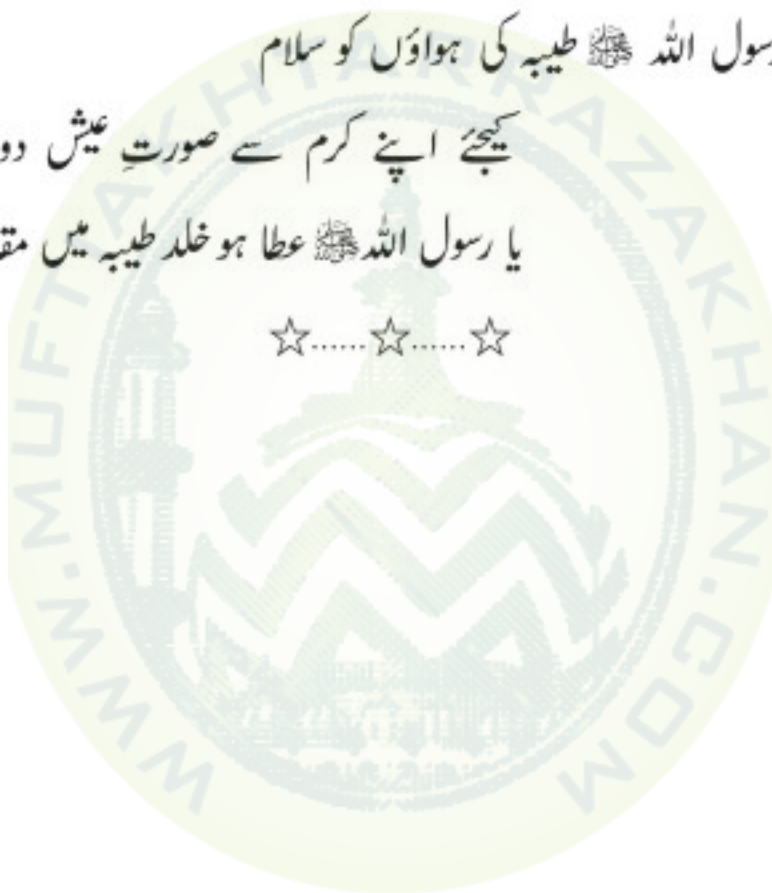 رسول اللہ ﷺ طیبہ کی ہواؤں کو سلام
کیجئے اپنے کرم سے صورتِ عیش دو
یا رسول اللہ ﷺ عطا ہو خلد طیبہ میں
☆......☆......☆
WWW.MUFTIAKHTARRAZAKHAN.COM